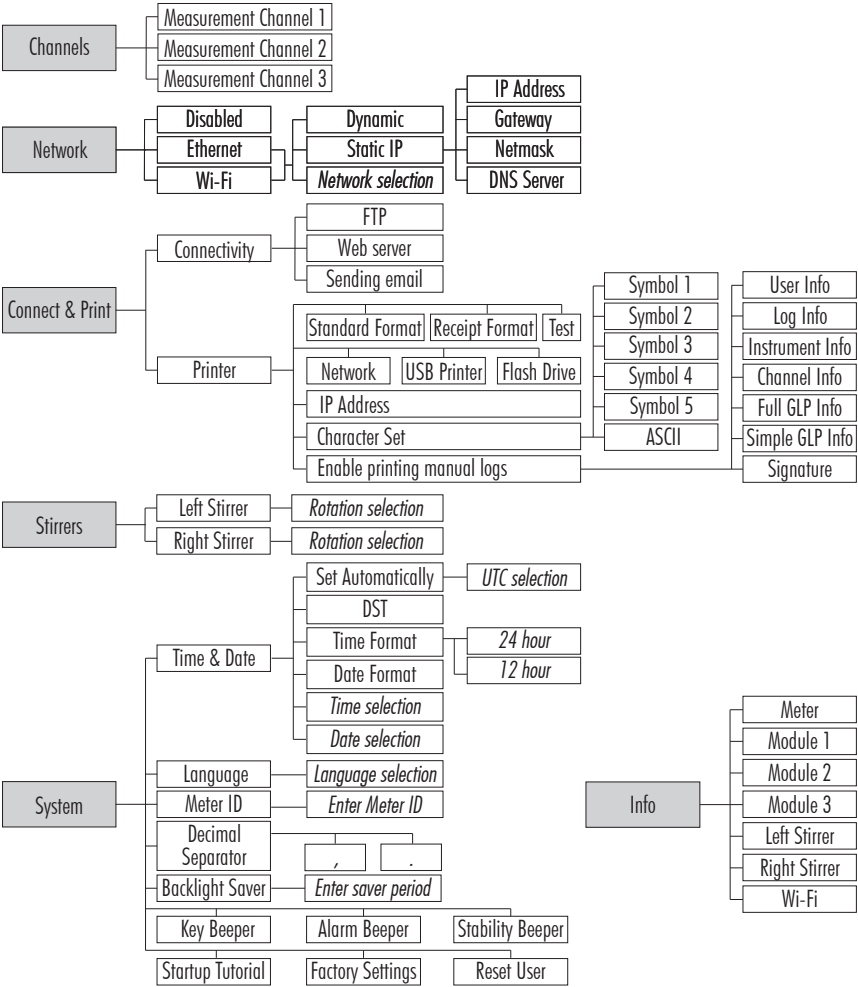 Channels
Measurement Channel 1
Measurement Channel 2
Measurement Channel 3
Network
Disabled
Ethernet
Wi-Fi
Dynamic
Static IP
Network selection
IP Address
Gateway
Netmask
DNS Server
Connect & Print
Connectivity
FTP
Web server
Sending email
Printer
Standard Format
Receipt Format
Test
Network
USB Printer
Flash Drive
IP Address
Character Set
Enable printing manual logs
Symbol 1
Symbol 2
Symbol 3
Symbol 4
Symbol 5
ASCII
User Info
Log Info
Instrument Info
Channel Info
Full GLP Info
Simple GLP Info
Signature
Stirrers
Left Stirrer
Rotation selection
Right Stirrer
Rotation selection
System
Time & Date
Set Automatically
UTC selection
DST
Time Format
24 hour
12 hour
Date Format
Time selection
Date selection
Language
Language selection
Meter ID
Enter Meter ID
Decimal
Separator
,
.
Backlight Saver
Enter saver period
Key Beeper
Alarm Beeper
Stability Beeper
Startup Tutorial
Factory Settings
Reset User
Info
Meter
Module 1
Module 2
Module 3
Left Stirrer
Right Stirrer
Wi-Fi